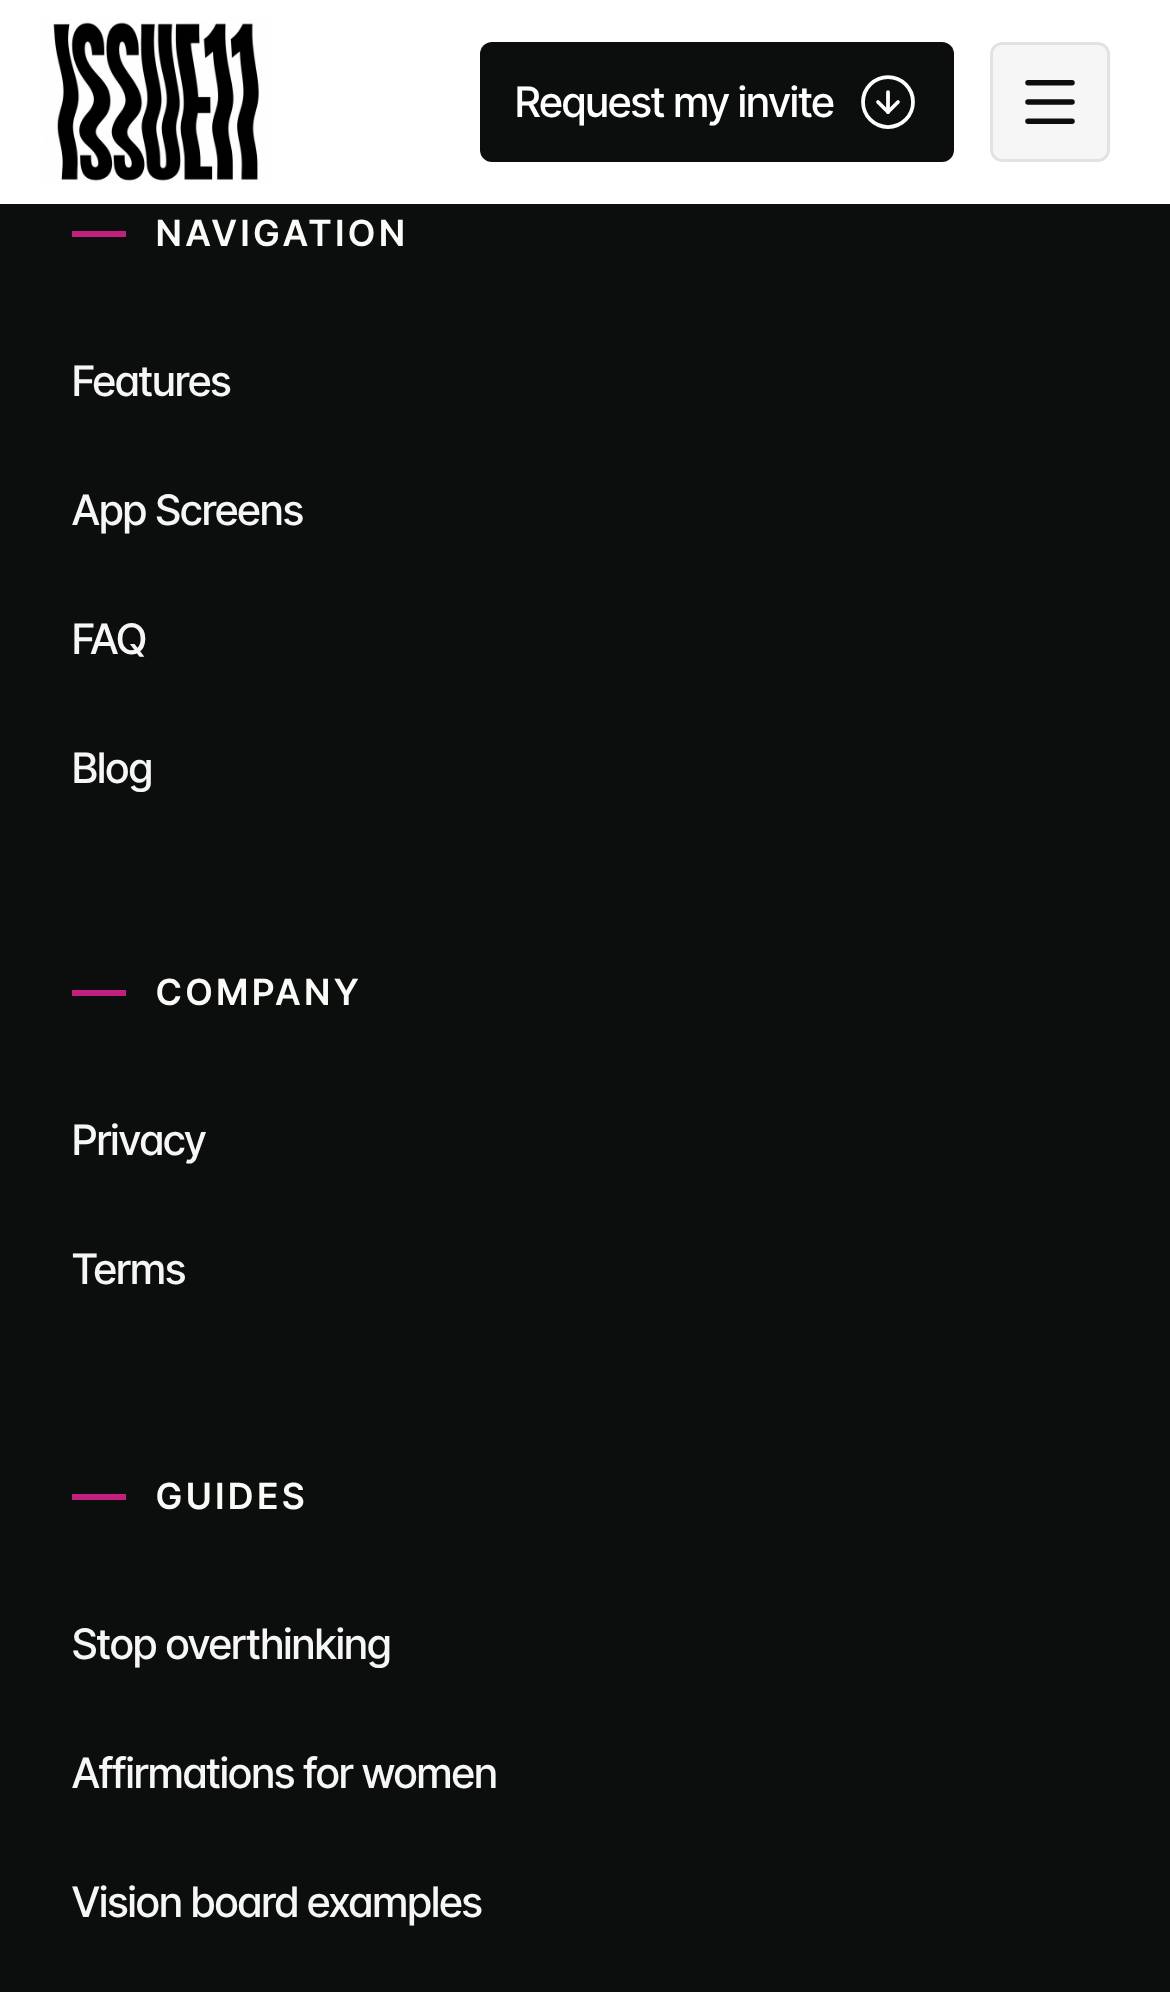 ISSUE11
Request my invite
NAVIGATION
Features
App Screens
FAQ
Blog
COMPANY
Privacy
Terms
GUIDES
Stop overthinking
Affirmations for women
Vision board examples